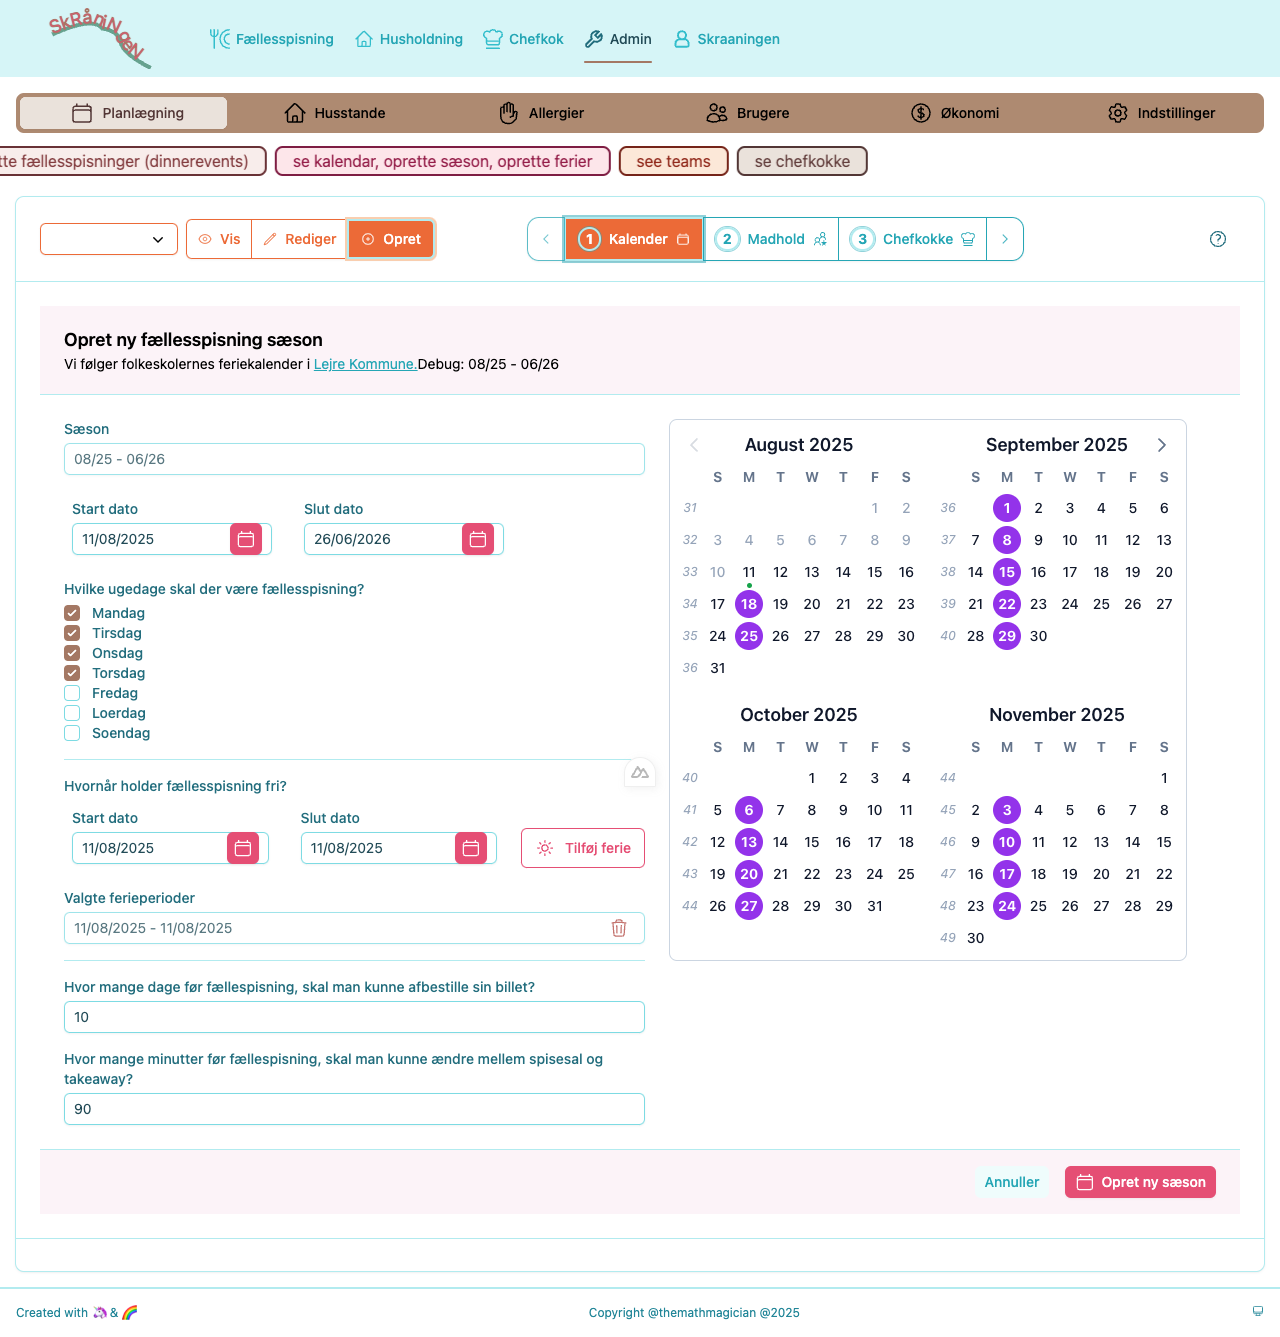 SkRåniNgeN
Fællesspisning
Husholdning
Chefkok
Admin
Skraaningen
Planlægning
Husstande
Allergier
Brugere
Økonomi
Indstillinger
tte fællesspisninger (dinnerevents)
se kalendar, oprette sæson, oprette ferier
see teams
se chefkokke
Vis
Rediger
Opret
1 Kalender
2 Madhold
3 Chefkokke
Opret ny fællesspisning sæson
Vi følger folkeskolernes feriekalender i Lejre Kommune.Debug: 08/25 - 06/26
Sæson
08/25 - 06/26
Start dato
Slut dato
11/08/2025
26/06/2026
Hvilke ugedage skal der være fællesspisning?
Mandag
Tirsdag
Onsdag
Torsdag
Fredag
Loerdag
Soendag
Hvornår holder fællesspisning fri?
Start dato
Slut dato
11/08/2025
11/08/2025
Tilføj ferie
Valgte ferieperioder
11/08/2025 - 11/08/2025
Hvor mange dage før fællespisning, skal man kunne afbestille sin billet?
10
Hvor mange minutter før fællespisning, skal man kunne ændre mellem spisesal og
takeaway?
90
August 2025
S M T W T F S
31 1 2
32 3 4 5 6 7 8 9
33 10 11 12 13 14 15 16
34 17 18 19 20 21 22 23
35 24 25 26 27 28 29 30
36 31
September 2025
S M T W T F S
36 1 2 3 4 5 6
37 7 8 9 10 11 12 13
38 14 15 16 17 18 19 20
39 21 22 23 24 25 26 27
40 28 29 30
October 2025
S M T W T F S
40 1 2 3 4
41 5 6 7 8 9 10 11
42 12 13 14 15 16 17 18
43 19 20 21 22 23 24 25
44 26 27 28 29 30 31
November 2025
S M T W T F S
44 1
45 2 3 4 5 6 7 8
46 9 10 11 12 13 14 15
47 16 17 18 19 20 21 22
48 23 24 25 26 27 28 29
49 30
Annuller
Opret ny sæson
Created with 🦄 & 🌈
Copyright @themathmagician @2025